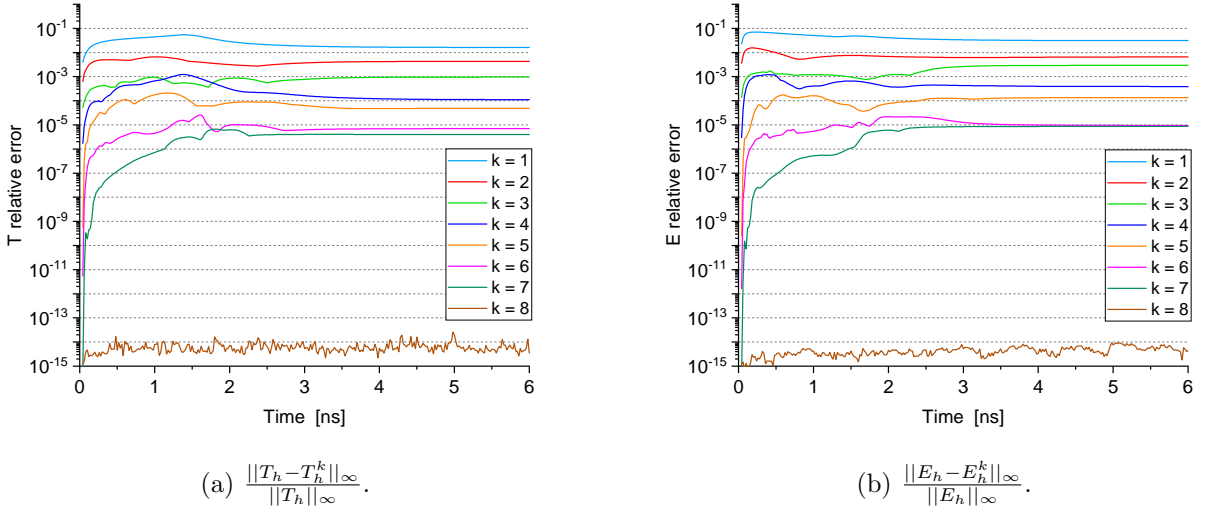 T relative error
10^-1
10^-3
10^-5
10^-7
10^-9
10^-11
10^-13
10^-15
0 1 2 3 4 5 6
Time [ns]
k = 1
k = 2
k = 3
k = 4
k = 5
k = 6
k = 7
k = 8
(a) \frac{||T_h-T_h^k||_∞}{||T_h||_∞}.
E relative error
10^-1
10^-3
10^-5
10^-7
10^-9
10^-11
10^-13
10^-15
0 1 2 3 4 5 6
Time [ns]
k = 1
k = 2
k = 3
k = 4
k = 5
k = 6
k = 7
k = 8
(b) \frac{||E_h-E_h^k||_∞}{||E_h||_∞}.